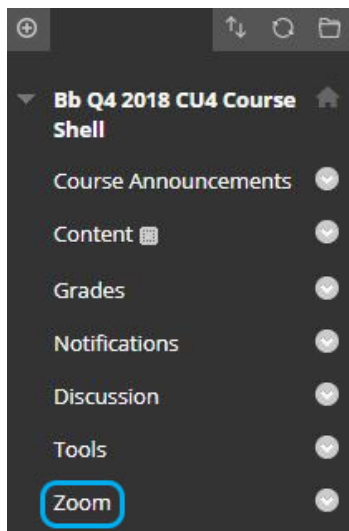 Bb Q4 2018 CU4 Course
Shell
Course Announcements
Content
Grades
Notifications
Discussion
Tools
Zoom